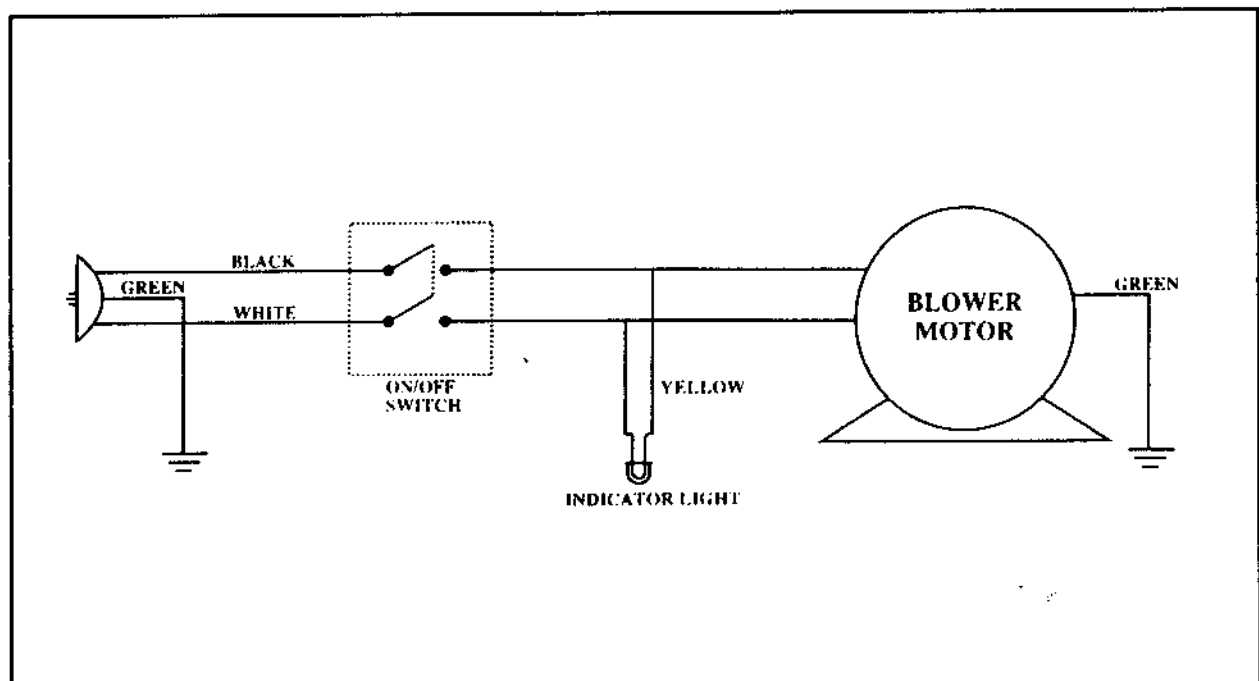 BLACK
GREEN
WHITE
ON/OFF
SWITCH
YELLOW
INDICATOR LIGHT
BLOWER
MOTOR
GREEN